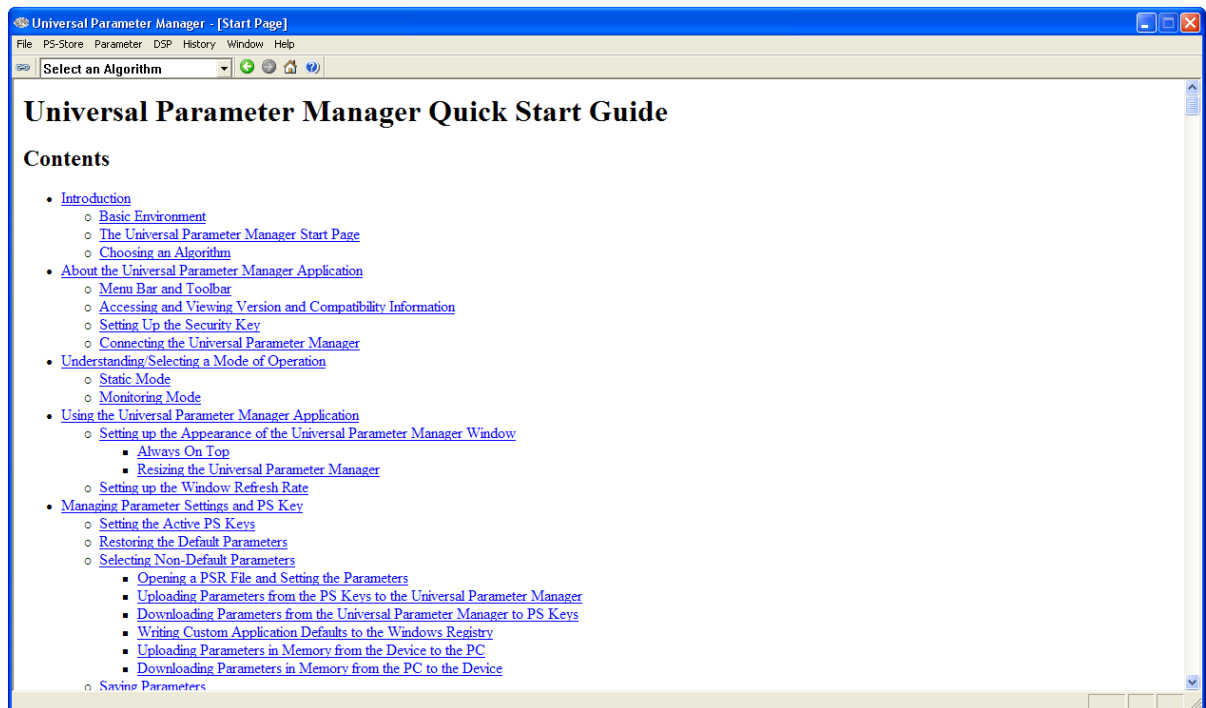 Universal Parameter Manager - [Start Page]
File PS-Store Parameter DSP History Window Help
Select an Algorithm
Universal Parameter Manager Quick Start Guide
Contents
Introduction
Basic Environment
The Universal Parameter Manager Start Page
Choosing an Algorithm
About the Universal Parameter Manager Application
Menu Bar and Toolbar
Accessing and Viewing Version and Compatibility Information
Setting Up the Security Key
Connecting the Universal Parameter Manager
Understanding/Selecting a Mode of Operation
Static Mode
Monitoring Mode
Using the Universal Parameter Manager Application
Setting up the Appearance of the Universal Parameter Manager Window
Always On Top
Resizing the Universal Parameter Manager
Setting up the Window Refresh Rate
Managing Parameter Settings and PS Key
Setting the Active PS Keys
Restoring the Default Parameters
Selecting Non-Default Parameters
Opening a PSR File and Setting the Parameters
Uploading Parameters from the PS Keys to the Universal Parameter Manager
Downloading Parameters from the Universal Parameter Manager to PS Keys
Writing Custom Application Defaults to the Windows Registry
Uploading Parameters in Memory from the Device to the PC
Downloading Parameters in Memory from the PC to the Device
Saving Parameters